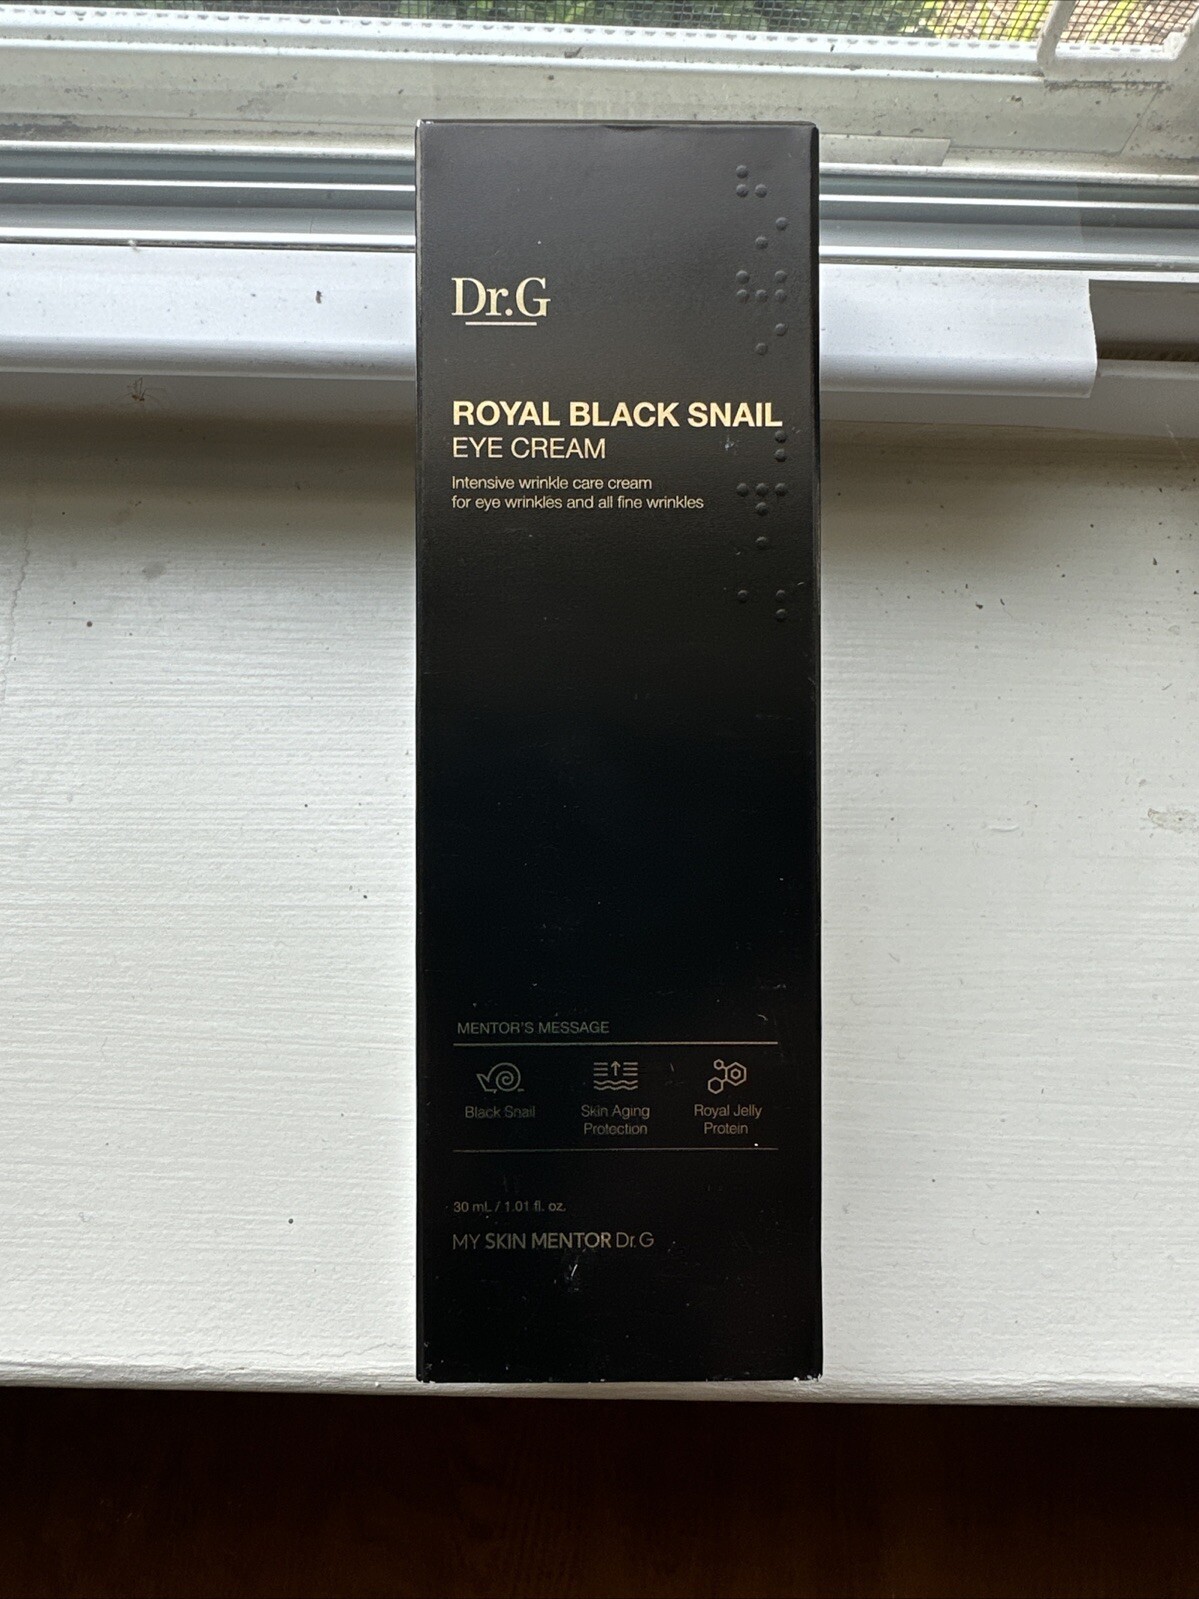 Dr.G
ROYAL BLACK SNAIL
EYE CREAM
Intensive wrinkle care cream
for eye wrinkles and all fine wrinkles
MENTOR'S MESSAGE
Black Snail
Skin Aging
Protection
Royal Jelly
Protein
30 mL / 1.01 fl. oz.
MY SKIN MENTOR Dr.G